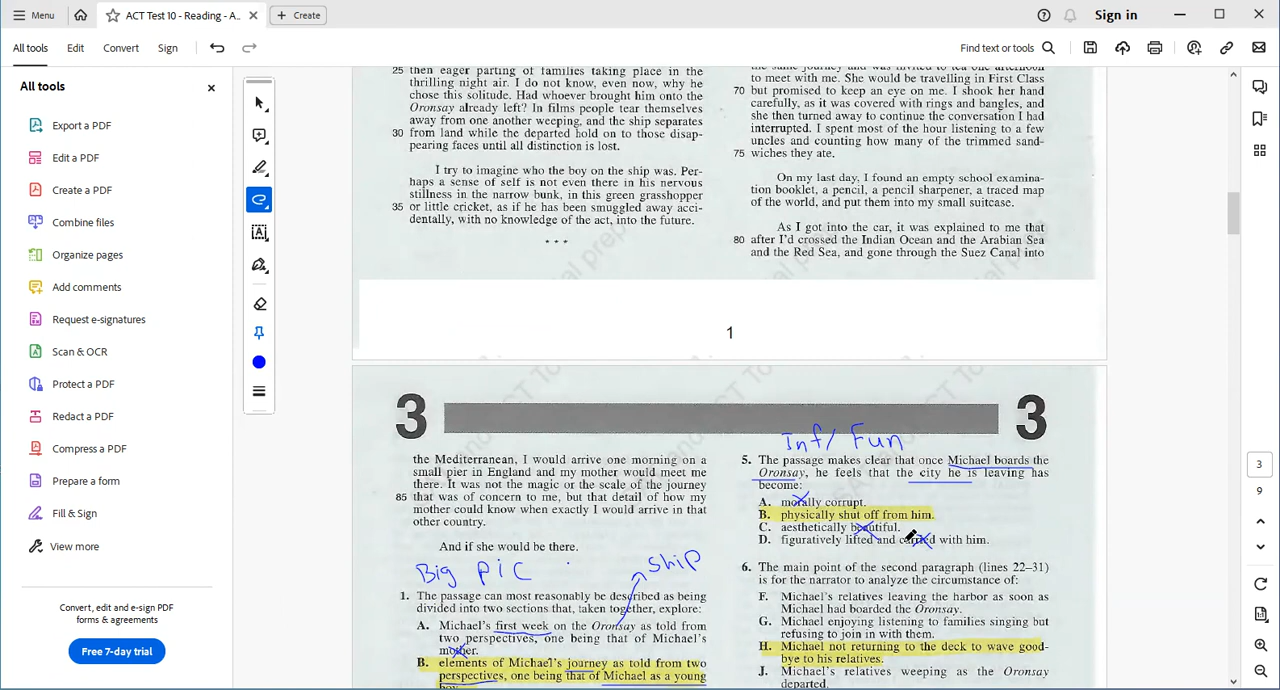 Menu
ACT Test 10 - Reading - A...
Create
Sign in
All tools
Edit
Convert
Sign
Find text or tools
All tools
Export a PDF
Edit a PDF
Create a PDF
Combine files
Organize pages
Add comments
Request e-signatures
Scan & OCR
Protect a PDF
Redact a PDF
Compress a PDF
Prepare a form
Fill & Sign
View more
Convert, edit and e-sign PDF
forms & agreements
Free 7-day trial
25 then eager parting of families taking place in the
thrilling night air. I do not know, even now, why he
chose this solitude. Had whoever brought him onto the
Oronsay already left? In films people tear themselves
away from one another weeping, and the ship separates
30 from land while the departed hold on to those disap-
pearing faces until all distinction is lost.
I try to imagine who the boy on the ship was. Per-
haps a sense of self is not even there in his nervous
stillness in the narrow bunk, in this green grasshopper
35 or little cricket, as if he has been smuggled away acci-
dentally, with no knowledge of the act, into the future.
* * *
the same journey and was invited to tea one afternoon
to meet with me. She would be travelling in First Class
70 but promised to keep an eye on me. I shook her hand
carefully, as it was covered with rings and bangles, and
she then turned away to continue the conversation I had
interrupted. I spent most of the hour listening to a few
uncles and counting how many of the trimmed sand-
75 wiches they ate.
On my last day, I found an empty school examina-
tion booklet, a pencil, a pencil sharpener, a traced map
of the world, and put them into my small suitcase.
As I got into the car, it was explained to me that
80 after I'd crossed the Indian Ocean and the Arabian Sea
and the Red Sea, and gone through the Suez Canal into
1
3
3
the Mediterranean, I would arrive one morning on a
small pier in England and my mother would meet me
there. It was not the magic or the scale of the journey
85 that was of concern to me, but that detail of how my
mother could know when exactly I would arrive in that
other country.
And if she would be there.
Big pic
ship
1. The passage can most reasonably be described as being
divided into two sections that, taken together, explore:
A. Michael's first week on the Oronsay as told from
two perspectives, one being that of Michael's
mother.
B. elements of Michael's journey as told from two
perspectives, one being that of Michael as a young
boy
Inf/ Fun
5. The passage makes clear that once Michael boards the
Oronsay, he feels that the city he is leaving has
become:
A. morally corrupt.
B. physically shut off from him.
C. aesthetically beautiful.
D. figuratively lifted and carried with him.
6. The main point of the second paragraph (lines 22–31)
is for the narrator to analyze the circumstance of:
F. Michael's relatives leaving the harbor as soon as
Michael had boarded the Oronsay.
G. Michael enjoying listening to families singing but
refusing to join in with them.
H. Michael not returning to the deck to wave good-
bye to his relatives.
J. Michael's relatives weeping as the Oronsay
departed.
3
9